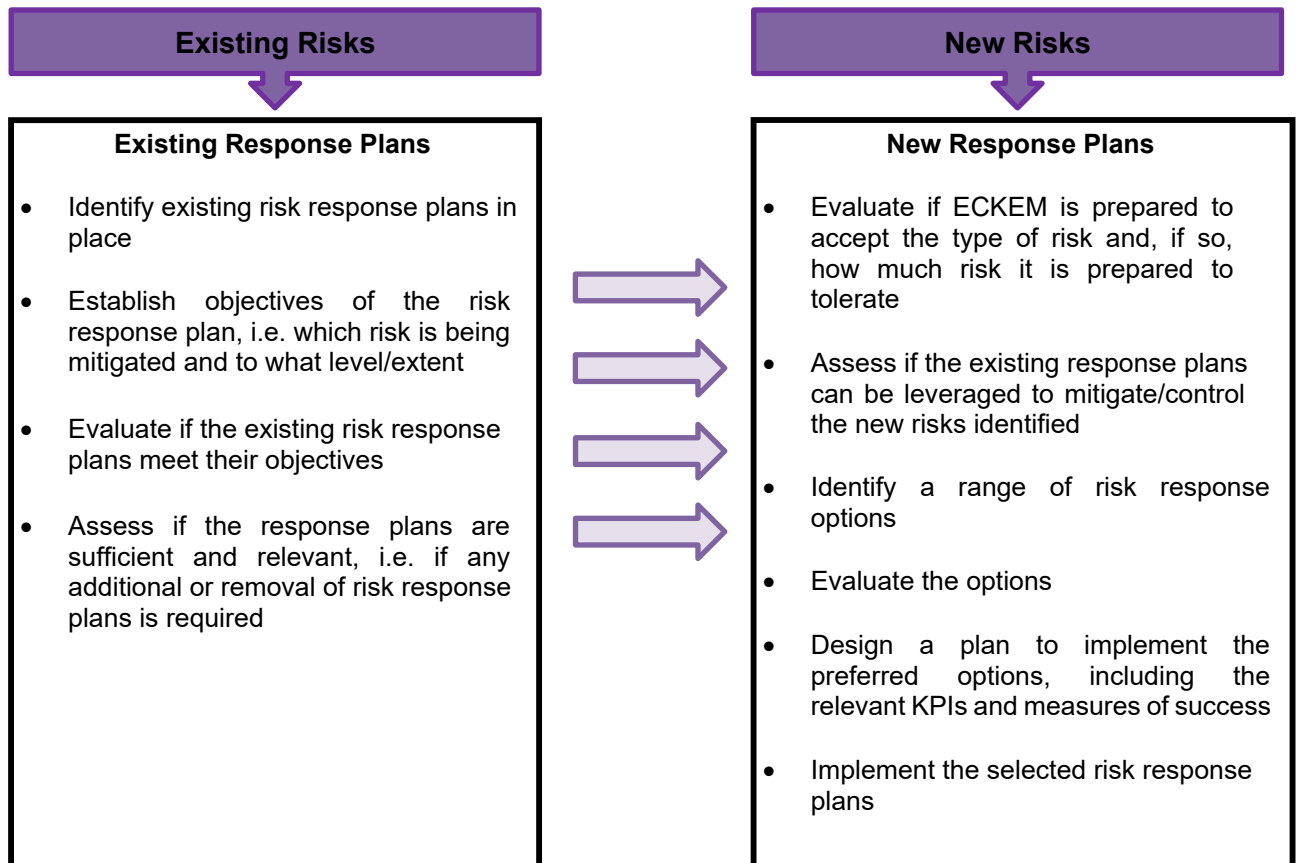 Existing Risks
Existing Response Plans
• Identify existing risk response plans in
place
• Establish objectives of the risk
response plan, i.e. which risk is being
mitigated and to what level/extent
• Evaluate if the existing risk response
plans meet their objectives
• Assess if the response plans are
sufficient and relevant, i.e. if any
additional or removal of risk response
plans is required
New Risks
New Response Plans
• Evaluate if ECKEM is prepared to
accept the type of risk and, if so,
how much risk it is prepared to
tolerate
• Assess if the existing response plans
can be leveraged to mitigate/control
the new risks identified
• Identify a range of risk response
options
• Evaluate the options
• Design a plan to implement the
preferred options, including the
relevant KPIs and measures of success
• Implement the selected risk response
plans